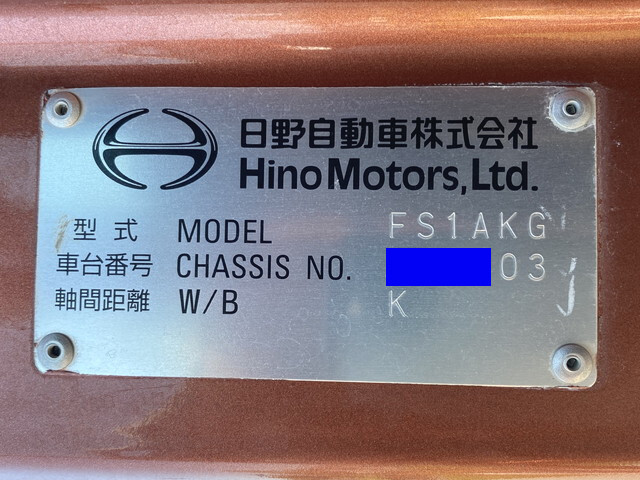 日野自動車株式会社
Hino Motors, Ltd.
型式 MODEL FS1AKG
車台番号 CHASSIS NO. 03
軸間距離 W/B K